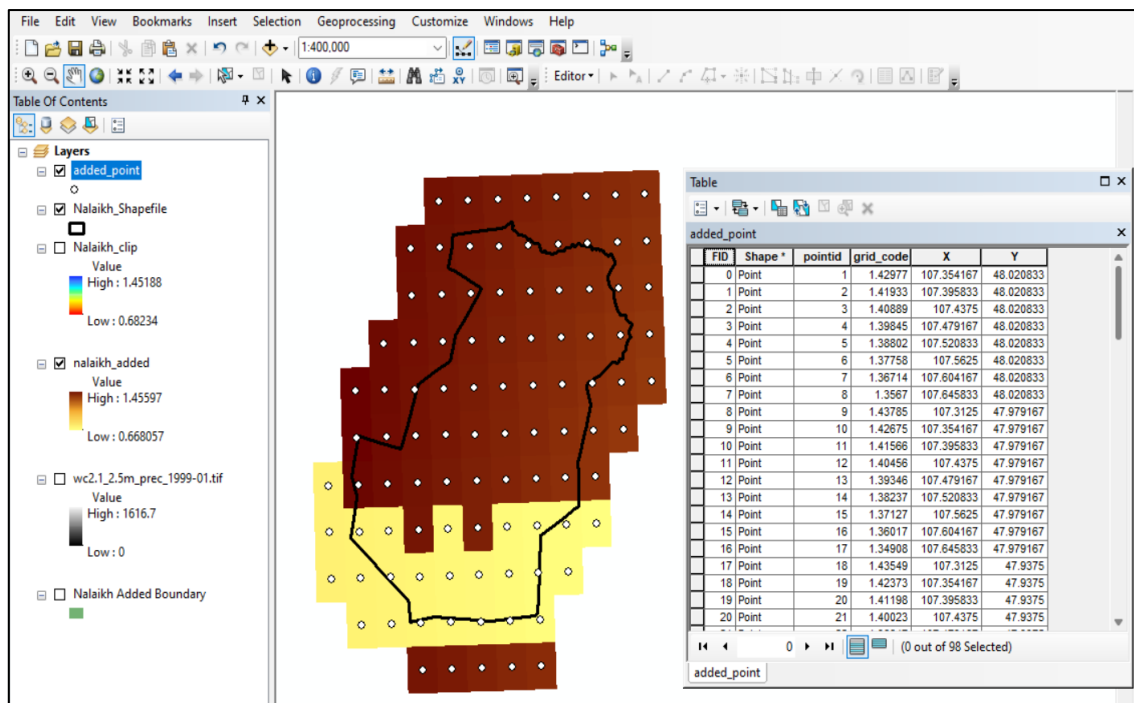 File Edit View Bookmarks Insert Selection Geoprocessing Customize Windows Help
1:400,000
Editor
Table Of Contents
Layers
added_point
Nalaikh_Shapefile
Nalaikh_clip
Value
High : 1.45188
Low : 0.68234
nalaikh_added
Value
High : 1.45597
Low : 0.668057
wc2.1_2.5m_prec_1999-01.tif
Value
High : 1616.7
Low : 0
Nalaikh Added Boundary
Table
added_point
FID Shape * pointid grid_code X Y
0 Point 1 1.42977 107.354167 48.020833
1 Point 2 1.41933 107.395833 48.020833
2 Point 3 1.40889 107.4375 48.020833
3 Point 4 1.39845 107.479167 48.020833
4 Point 5 1.38802 107.520833 48.020833
5 Point 6 1.37758 107.5625 48.020833
6 Point 7 1.36714 107.604167 48.020833
7 Point 8 1.3567 107.645833 48.020833
8 Point 9 1.43785 107.3125 47.979167
9 Point 10 1.42675 107.354167 47.979167
10 Point 11 1.41566 107.395833 47.979167
11 Point 12 1.40456 107.4375 47.979167
12 Point 13 1.39346 107.479167 47.979167
13 Point 14 1.38237 107.520833 47.979167
14 Point 15 1.37127 107.5625 47.979167
15 Point 16 1.36017 107.604167 47.979167
16 Point 17 1.34908 107.645833 47.979167
17 Point 18 1.43549 107.3125 47.9375
18 Point 19 1.42373 107.354167 47.9375
19 Point 20 1.41198 107.395833 47.9375
20 Point 21 1.40023 107.4375 47.9375
0 (0 out of 98 Selected)
added_point